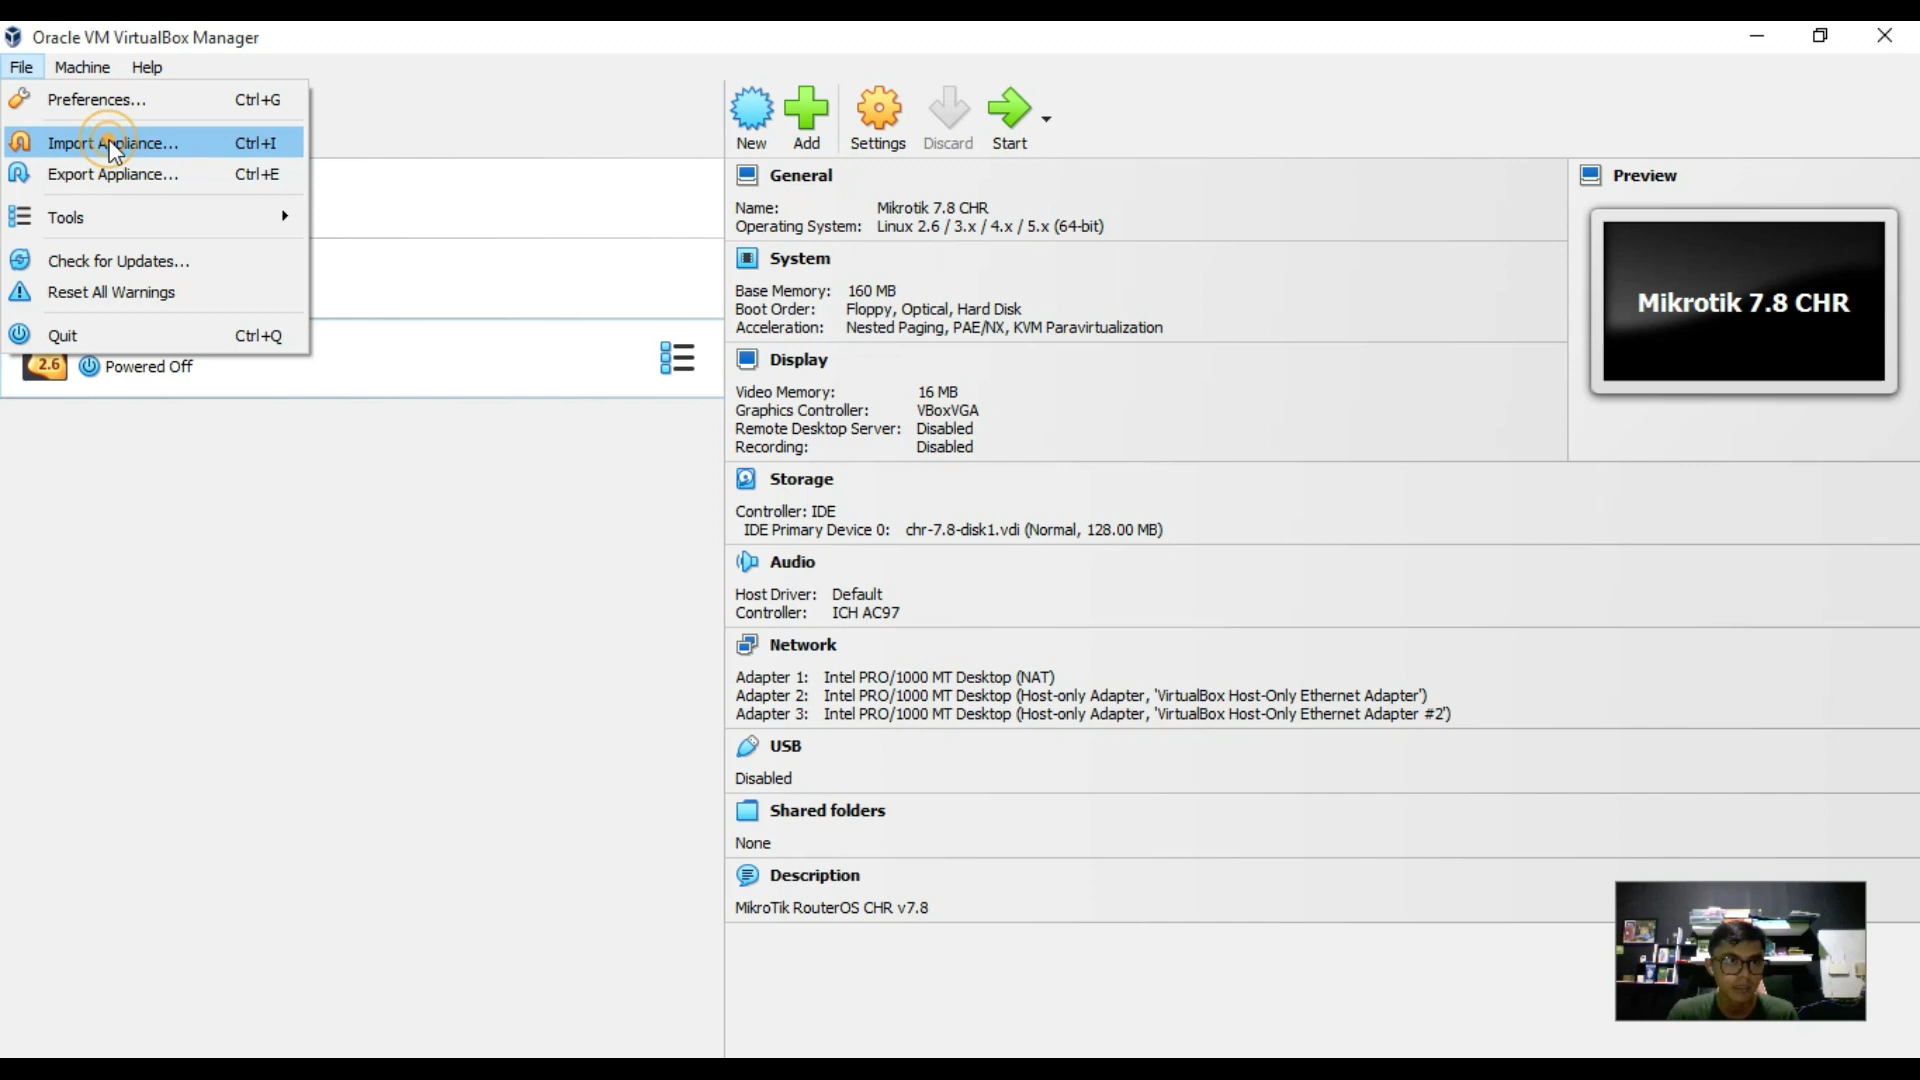 Oracle VM VirtualBox Manager
File Machine Help
Preferences... Ctrl+G
Import Appliance... Ctrl+I
Export Appliance... Ctrl+E
Tools
Check for Updates...
Reset All Warnings
Quit Ctrl+Q
2.6 Powered Off
New Add Settings Discard Start
General
Name: Mikrotik 7.8 CHR
Operating System: Linux 2.6 / 3.x / 4.x / 5.x (64-bit)
System
Base Memory: 160 MB
Boot Order: Floppy, Optical, Hard Disk
Acceleration: Nested Paging, PAE/NX, KVM Paravirtualization
Display
Video Memory: 16 MB
Graphics Controller: VBoxVGA
Remote Desktop Server: Disabled
Recording: Disabled
Storage
Controller: IDE
IDE Primary Device 0: chr-7.8-disk1.vdi (Normal, 128.00 MB)
Audio
Host Driver: Default
Controller: ICH AC97
Network
Adapter 1: Intel PRO/1000 MT Desktop (NAT)
Adapter 2: Intel PRO/1000 MT Desktop (Host-only Adapter, 'VirtualBox Host-Only Ethernet Adapter')
Adapter 3: Intel PRO/1000 MT Desktop (Host-only Adapter, 'VirtualBox Host-Only Ethernet Adapter #2')
USB
Disabled
Shared folders
None
Description
MikroTik RouterOS CHR v7.8
Preview
Mikrotik 7.8 CHR